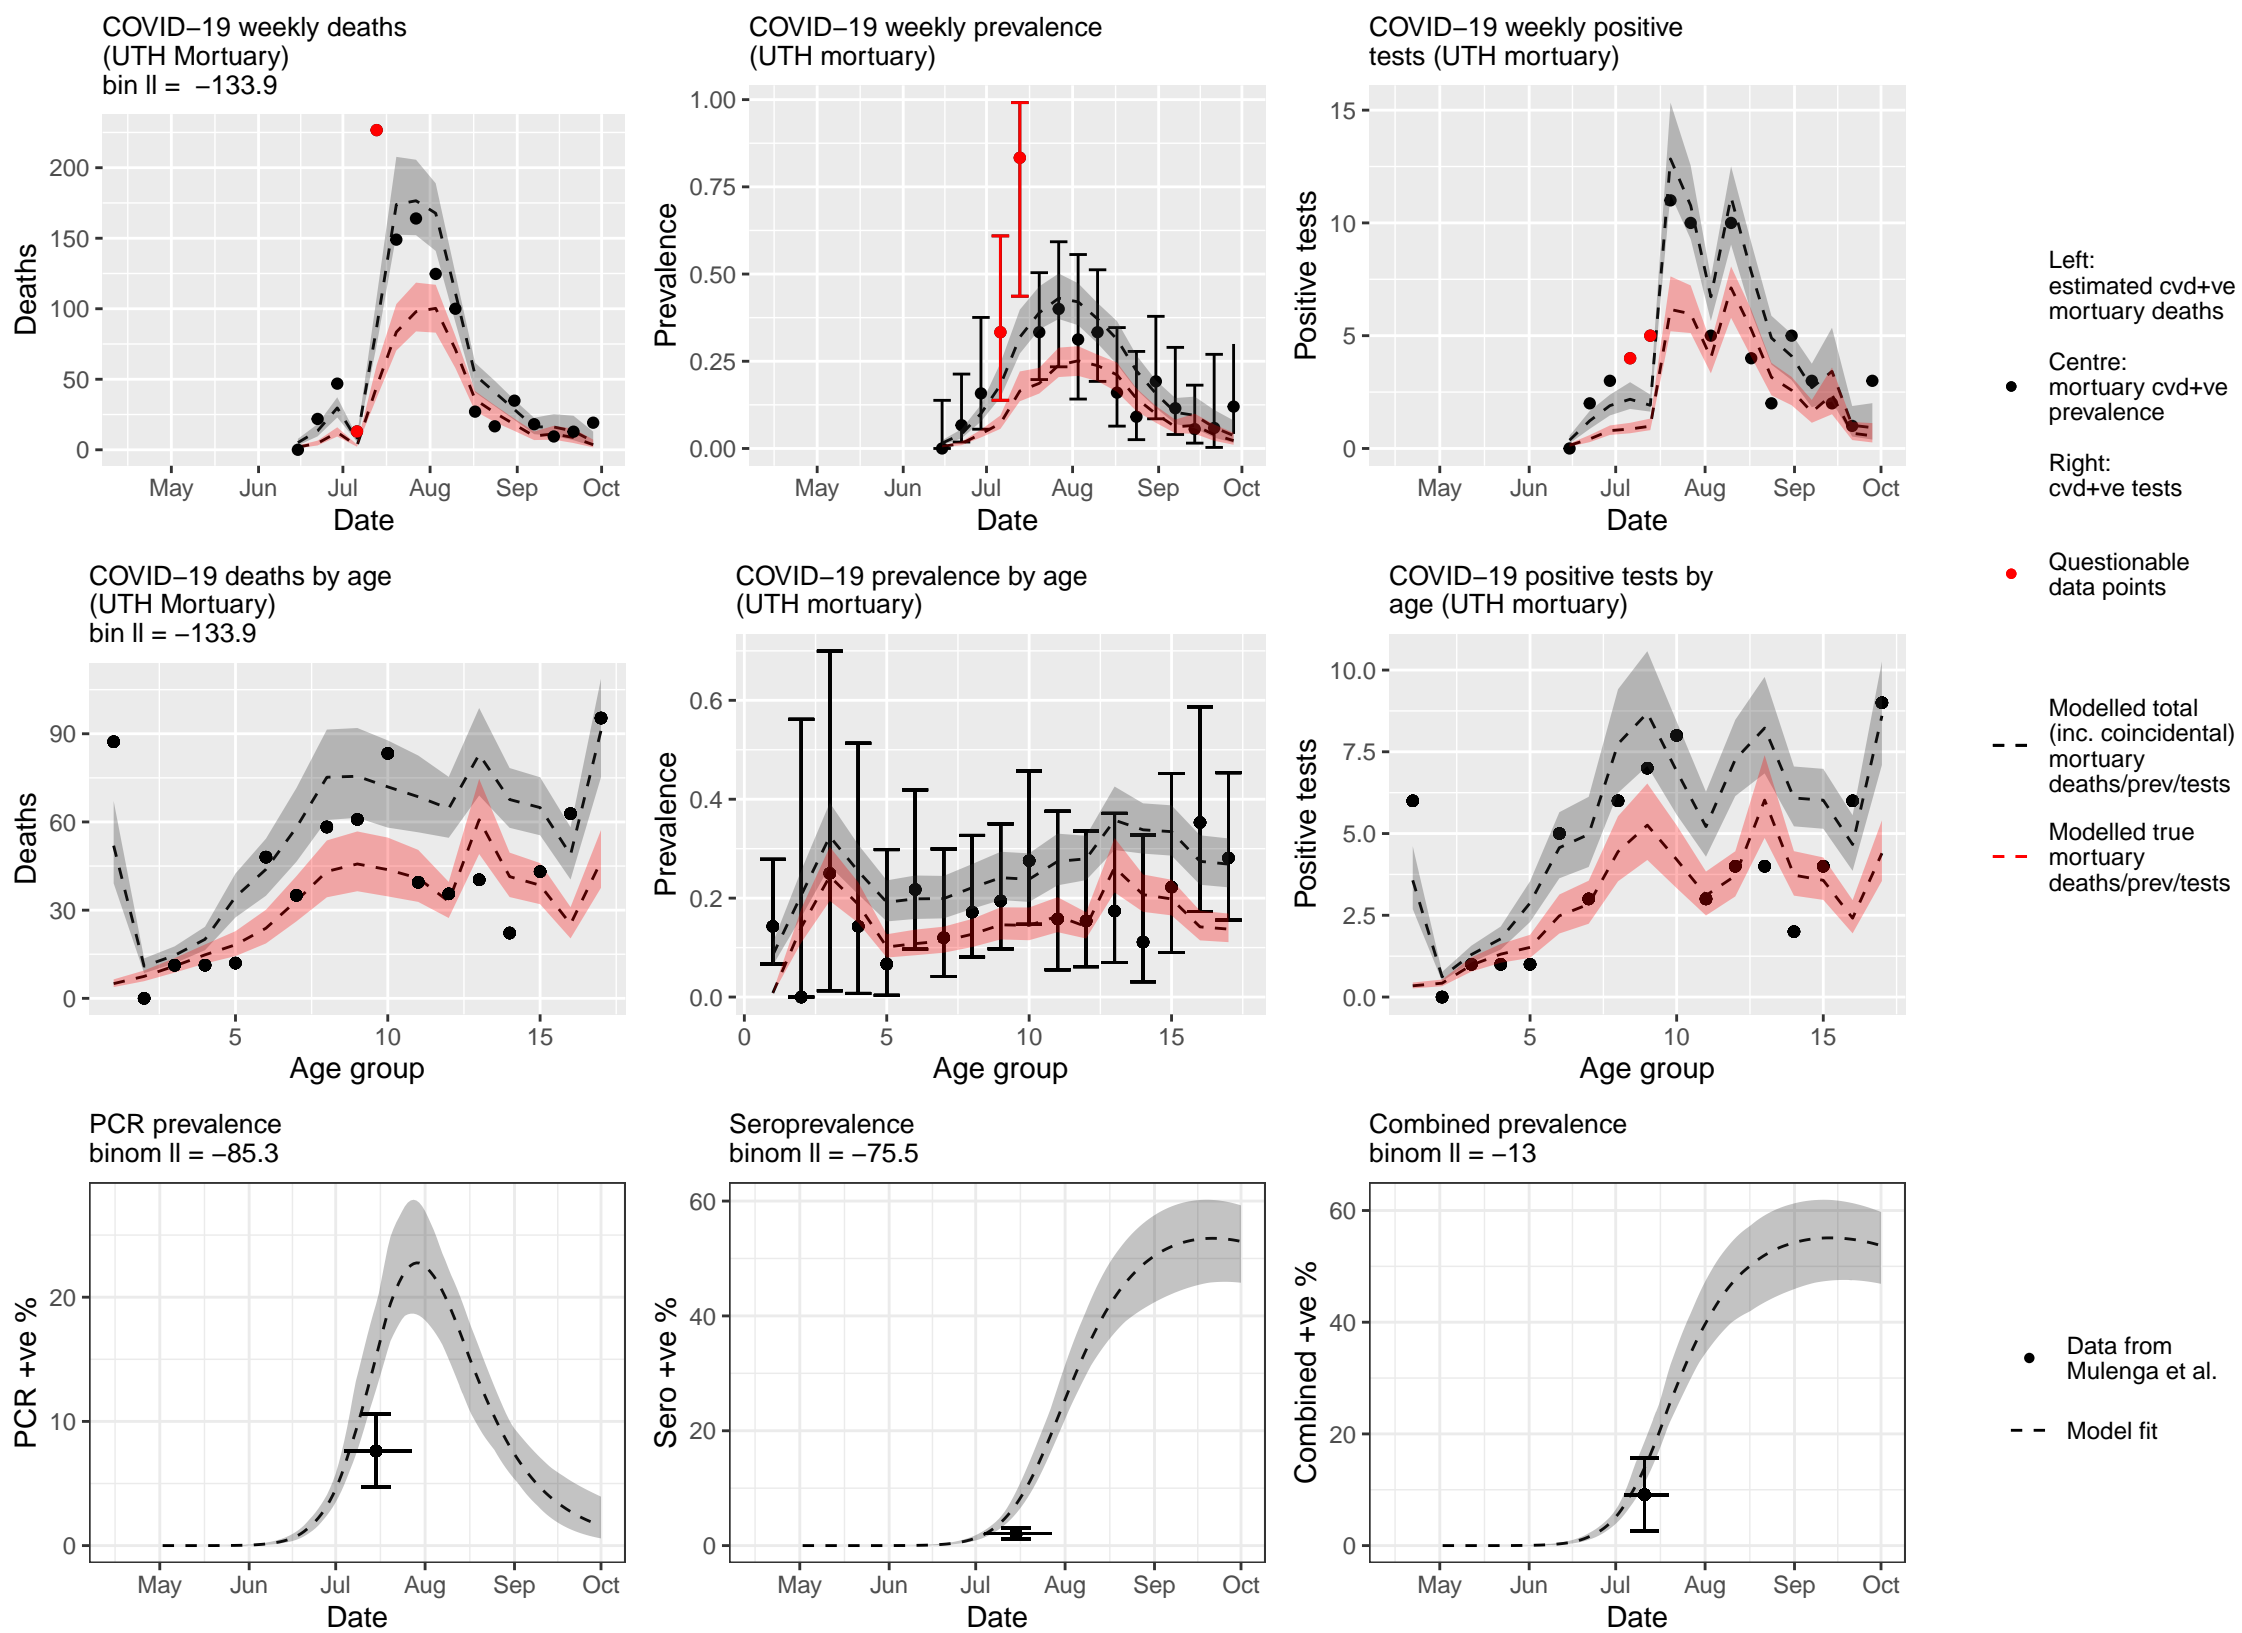 COVID−19 weekly deaths
(UTH Mortuary)
bin ll =  −133.9
Deaths
200
150
100
50
0
May Jun Jul Aug Sep Oct
Date
COVID−19 weekly prevalence
(UTH mortuary)
Prevalence
1.00
0.75
0.50
0.25
0.00
May Jun Jul Aug Sep Oct
Date
COVID−19 weekly positive
tests (UTH mortuary)
Positive tests
15
10
5
0
May Jun Jul Aug Sep Oct
Date
Left:
estimated cvd+ve
mortuary deaths
Centre:
mortuary cvd+ve
prevalence
Right:
cvd+ve tests
Questionable
data points
Modelled total
(inc. coincidental)
mortuary
deaths/prev/tests
Modelled true
mortuary
deaths/prev/tests
COVID−19 deaths by age
(UTH Mortuary)
bin ll = −133.9
Deaths
90
60
30
0
5 10 15
Age group
COVID−19 prevalence by age
(UTH mortuary)
Prevalence
0.6
0.4
0.2
0.0
0 5 10 15
Age group
COVID−19 positive tests by
age (UTH mortuary)
Positive tests
10.0
7.5
5.0
2.5
0.0
5 10 15
Age group
PCR prevalence
binom ll = −85.3
PCR +ve %
20
10
0
May Jun Jul Aug Sep Oct
Date
Seroprevalence
binom ll = −75.5
Sero +ve %
60
40
20
0
May Jun Jul Aug Sep Oct
Date
Combined prevalence
binom ll = −13
Combined +ve %
60
40
20
0
May Jun Jul Aug Sep Oct
Date
Data from
Mulenga et al.
Model fit